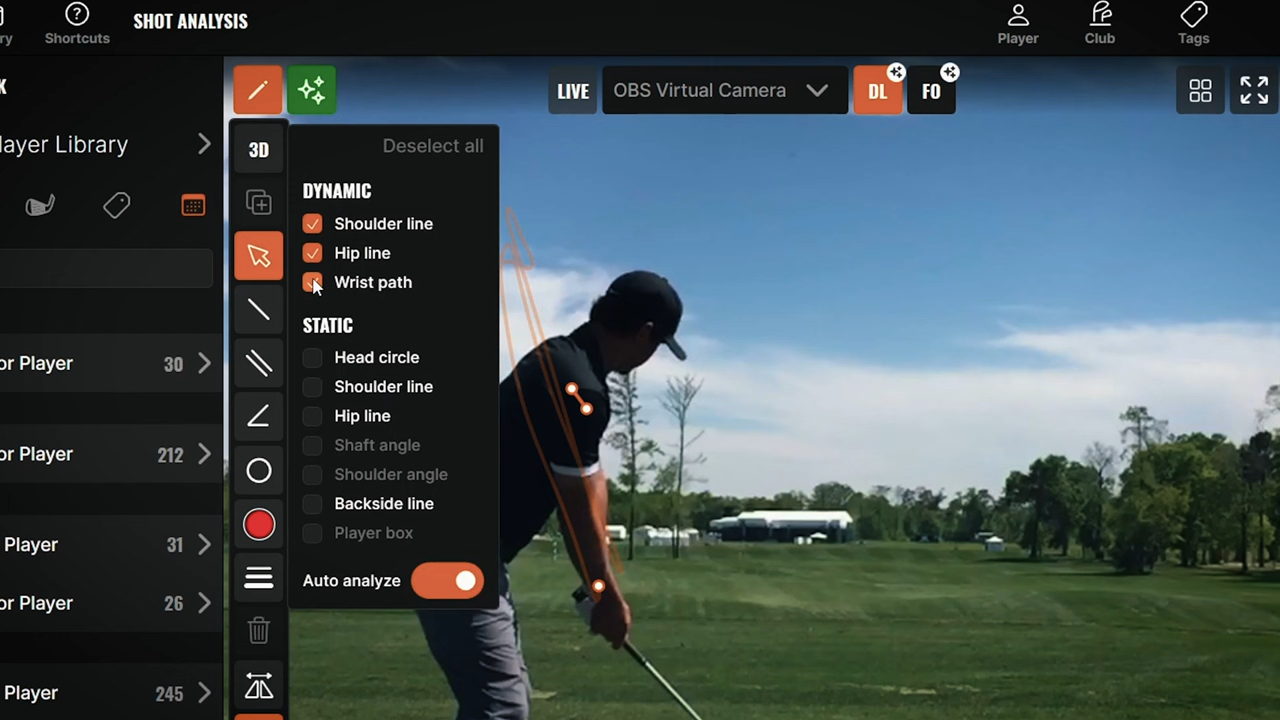 ry
Shortcuts
SHOT ANALYSIS
Player
Club
Tags
K
layer Library
3D
LIVE
OBS Virtual Camera
DL
FO
Deselect all
DYNAMIC
Shoulder line
Hip line
Wrist path
STATIC
Head circle
Shoulder line
Hip line
Shaft angle
Shoulder angle
Backside line
Player box
Auto analyze
or Player 30
or Player 212
Player 31
or Player 26
Player 245